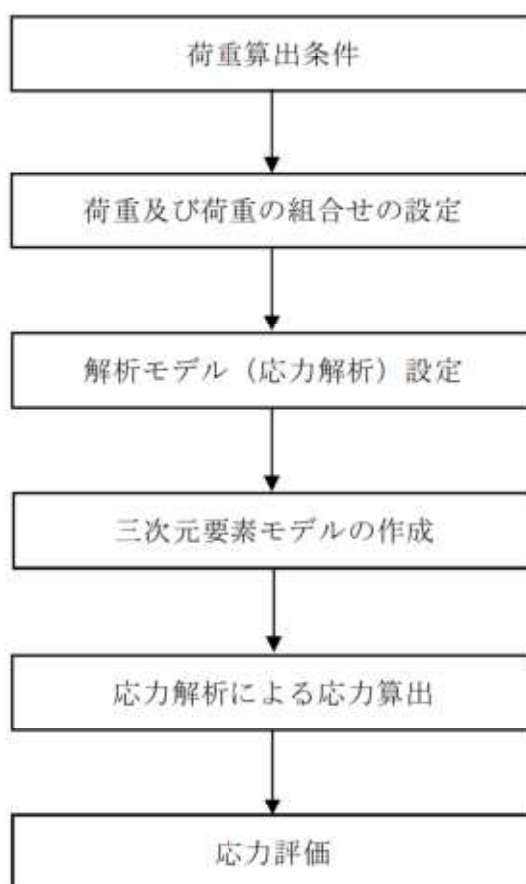 荷重算出条件
荷重及び荷重の組合せの設定
解析モデル（応力解析）設定
三次元要素モデルの作成
応力解析による応力算出
応力評価